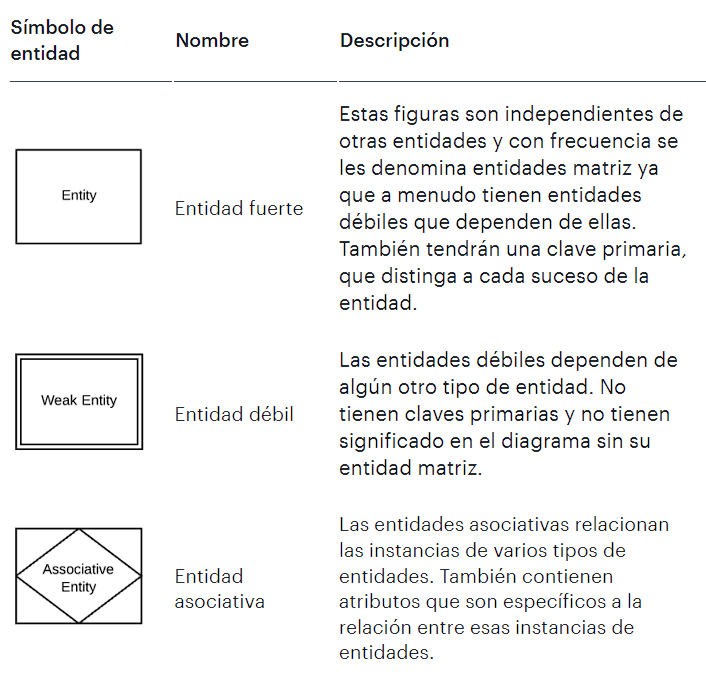 Símbolo de
entidad
Nombre
Descripción
Entity
Entidad fuerte
Estas figuras son independientes de
otras entidades y con frecuencia se
les denomina entidades matriz ya
que a menudo tienen entidades
débiles que dependen de ellas.
También tendrán una clave primaria,
que distinga a cada suceso de la
entidad.
Weak Entity
Entidad débil
Las entidades débiles dependen de
algún otro tipo de entidad. No
tienen claves primarias y no tienen
significado en el diagrama sin su
entidad matriz.
Associative
Entity
Entidad
asociativa
Las entidades asociativas relacionan
las instancias de varios tipos de
entidades. También contienen
atributos que son específicos a la
relación entre esas instancias de
entidades.